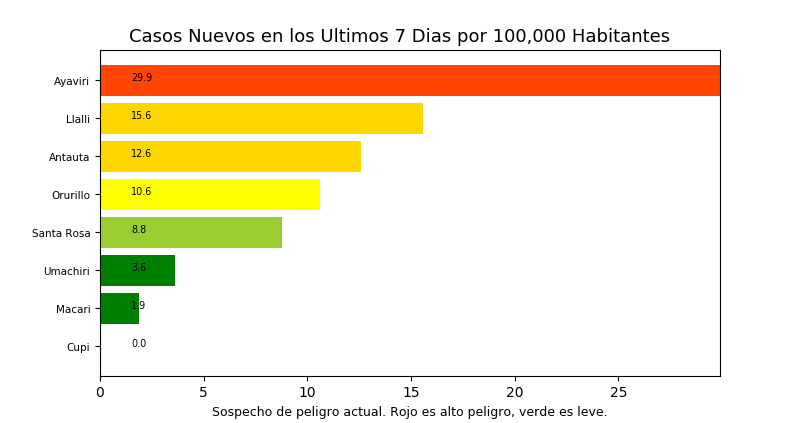 Casos Nuevos en los Ultimos 7 Dias por 100,000 Habitantes
Ayaviri 29.9
Llalli 15.6
Antauta 12.6
Orurillo 10.6
Santa Rosa 8.8
Umachiri 3.6
Macari 1.9
Cupi 0.0
0 5 10 15 20 25
Sospecho de peligro actual. Rojo es alto peligro, verde es leve.